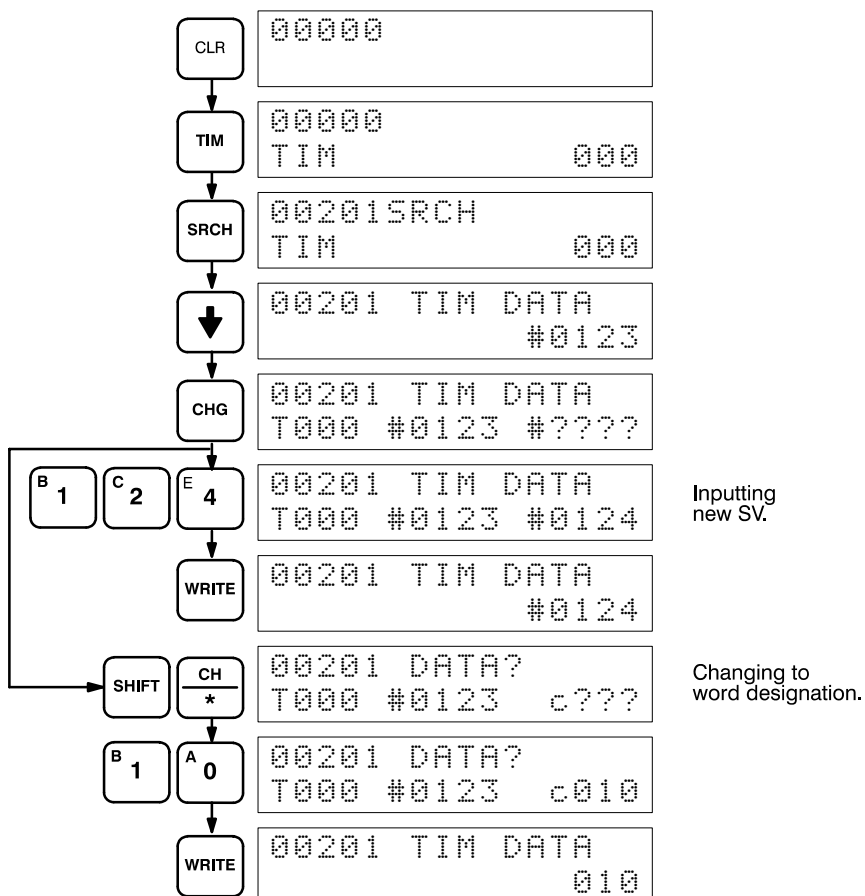 CLR
00000
TIM
00000
TIM 000
SRCH
00201SRCH
TIM 000
00201 TIM DATA
#0123
CHG
00201 TIM DATA
T000 #0123 #????
B 1
C 2
E 4
00201 TIM DATA
T000 #0123 #0124
Inputting
new SV.
WRITE
00201 TIM DATA
#0124
SHIFT
CH
*
00201 DATA?
T000 #0123 c???
Changing to
word designation.
B 1
A 0
00201 DATA?
T000 #0123 c010
WRITE
00201 TIM DATA
010